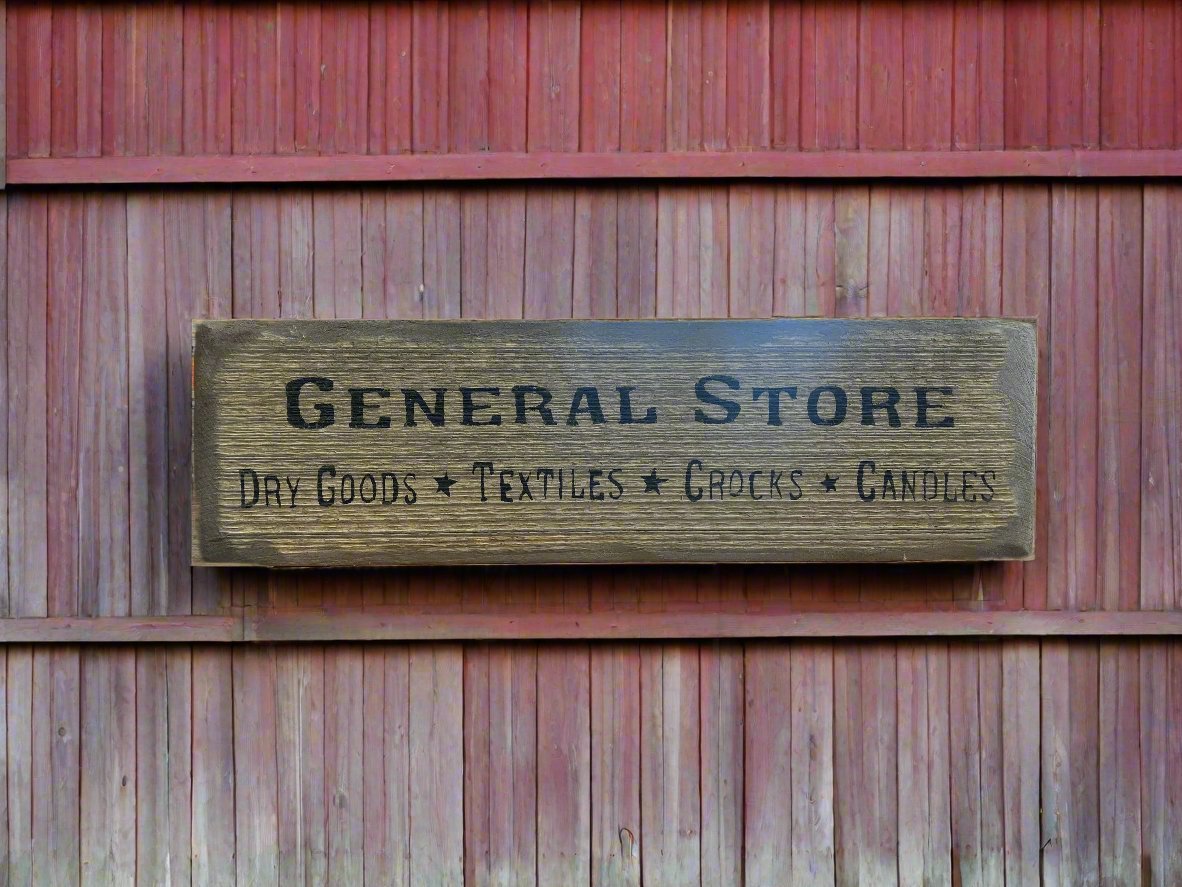 General Store
Dry Goods ★ Textiles ★ Crocks ★ Candles